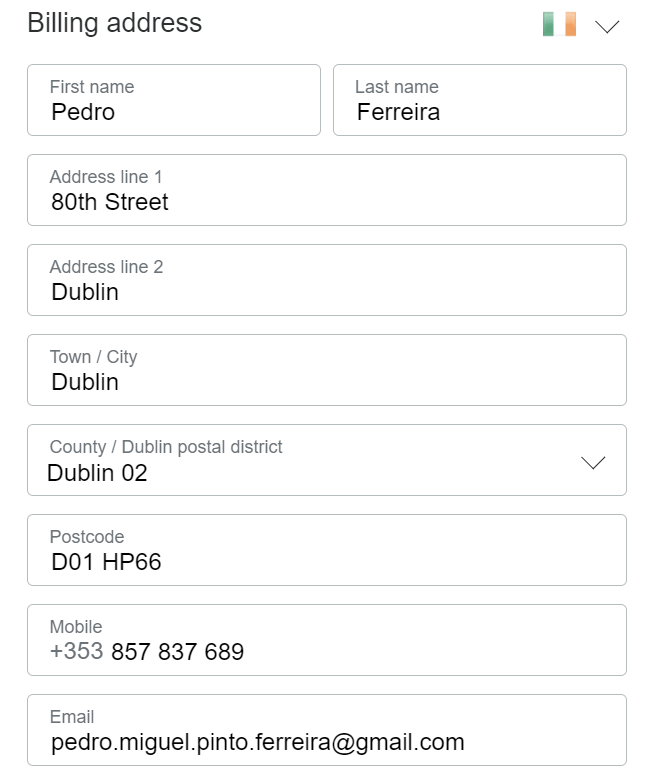 Billing address
First name Last name
Pedro Ferreira
Address line 1
80th Street
Address line 2
Dublin
Town / City
Dublin
County / Dublin postal district
Dublin 02
Postcode
D01 HP66
Mobile
+353 857 837 689
Email
pedro.miguel.pinto.ferreira@gmail.com